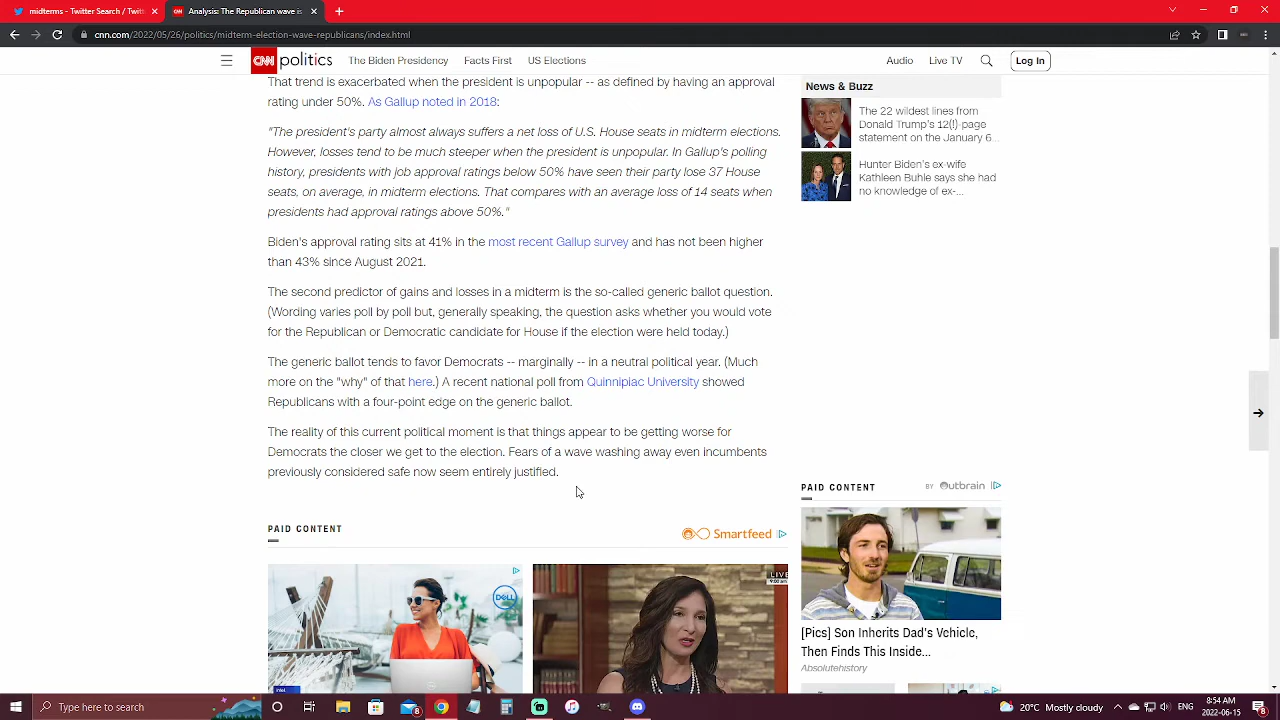 midterms - Twitter Search / Twit
Analysis: The Republican wave is
cnn.com/2022/05/26/politics/midterm-election-wave-republicans/index.html
CNN politics The Biden Presidency Facts First US Elections Audio Live TV Log In
That trend is exacerbated when the president is unpopular -- as defined by having an approval
rating under 50%. As Gallup noted in 2018:
"The president's party almost always suffers a net loss of U.S. House seats in midterm elections.
However, losses tend to be much steeper when the president is unpopular. In Gallup's polling
history, presidents with job approval ratings below 50% have seen their party lose 37 House
seats, on average, in midterm elections. That compares with an average loss of 14 seats when
presidents had approval ratings above 50%."
Biden's approval rating sits at 41% in the most recent Gallup survey and has not been higher
than 43% since August 2021.
The second predictor of gains and losses in a midterm is the so-called generic ballot question.
(Wording varies poll by poll but, generally speaking, the question asks whether you would vote
for the Republican or Democratic candidate for House if the election were held today.)
The generic ballot tends to favor Democrats -- marginally -- in a neutral political year. (Much
more on the "why" of that here.) A recent national poll from Quinnipiac University showed
Republicans with a four-point edge on the generic ballot.
The reality of this current political moment is that things appear to be getting worse for
Democrats the closer we get to the election. Fears of a wave washing away even incumbents
previously considered safe now seem entirely justified.
PAID CONTENT
Smartfeed
DELL
LIVE
9:00 am
News & Buzz
The 22 wildest lines from
Donald Trump's 12(!)-page
statement on the January 6...
Hunter Biden's ex-wife
Kathleen Buhle says she had
no knowledge of ex-...
PAID CONTENT BY Outbrain
[Pics] Son Inherits Dad's Vehicle,
Then Finds This Inside...
Absolutehistory
Type here to search
20°C Mostly cloudy
ENG
8:54 AM
2022-06-15